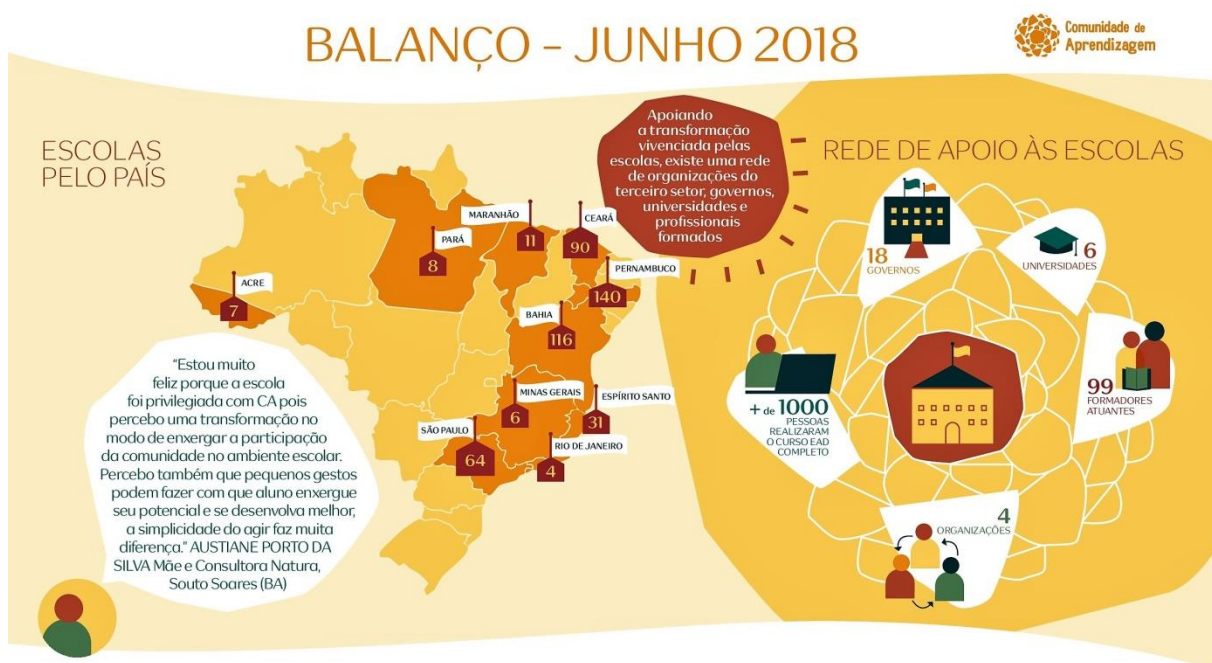 BALANÇO - JUNHO 2018
Comunidade de
Aprendizagem
ESCOLAS
PELO PAÍS
ACRE
7
PARÁ
8
MARANHÃO
11
CEARÁ
90
PERNAMBUCO
140
BAHIA
116
MINAS GERAIS
6
ESPÍRITO SANTO
31
SÃO PAULO
64
RIO DE JANEIRO
4
"Estou muito
feliz porque a escola
foi privilegiada com CA pois
percebo uma transformação no
modo de enxergar a participação
da comunidade no ambiente escolar.
Percebo também que pequenos gestos
podem fazer com que aluno enxergue
seu potencial e se desenvolva melhor,
a simplicidade do agir faz muita
diferença." AUSTIANE PORTO DA
SILVA Mãe e Consultora Natura,
Souto Soares (BA)
Apoiando
a transformação
vivenciada pelas
escolas, existe uma rede
de organizações do
terceiro setor, governos,
universidades e
profissionais
formados
REDE DE APOIO ÀS ESCOLAS
18
GOVERNOS
6
UNIVERSIDADES
99
FORMADORES
ATUANTES
+ de 1000
PESSOAS
REALIZARAM
O CURSO EAD
COMPLETO
4
ORGANIZAÇÕES